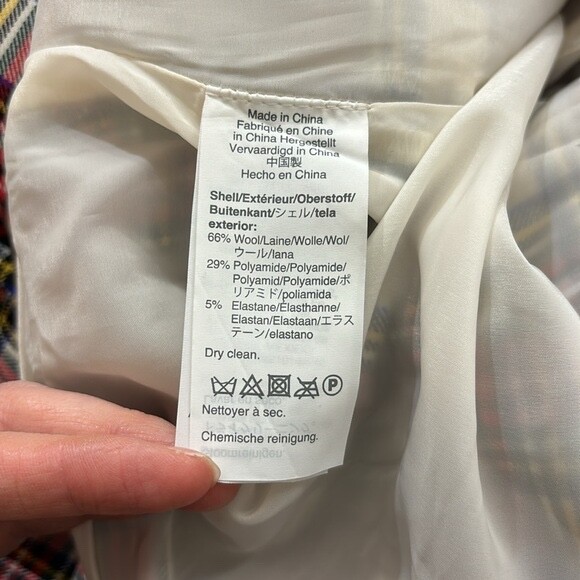 Made in China
Fabriqué en Chine
in China Hergestellt
Vervaardigd in China
中国製
Hecho en China
Shell/Extérieur/Oberstoff/
Buitenkant/シェル/tela
exterior:
66% Wool/Laine/Wolle/Wol/
ウール/lana
29% Polyamide/Polyamide/
Polyamid/Polyamide/ポ
リアミド/poliamida
5% Elastane/Élasthanne/
Elastan/Elastaan/エラス
テーン/elastano
Dry clean.
P
Nettoyer à sec.
Chemische reinigung.